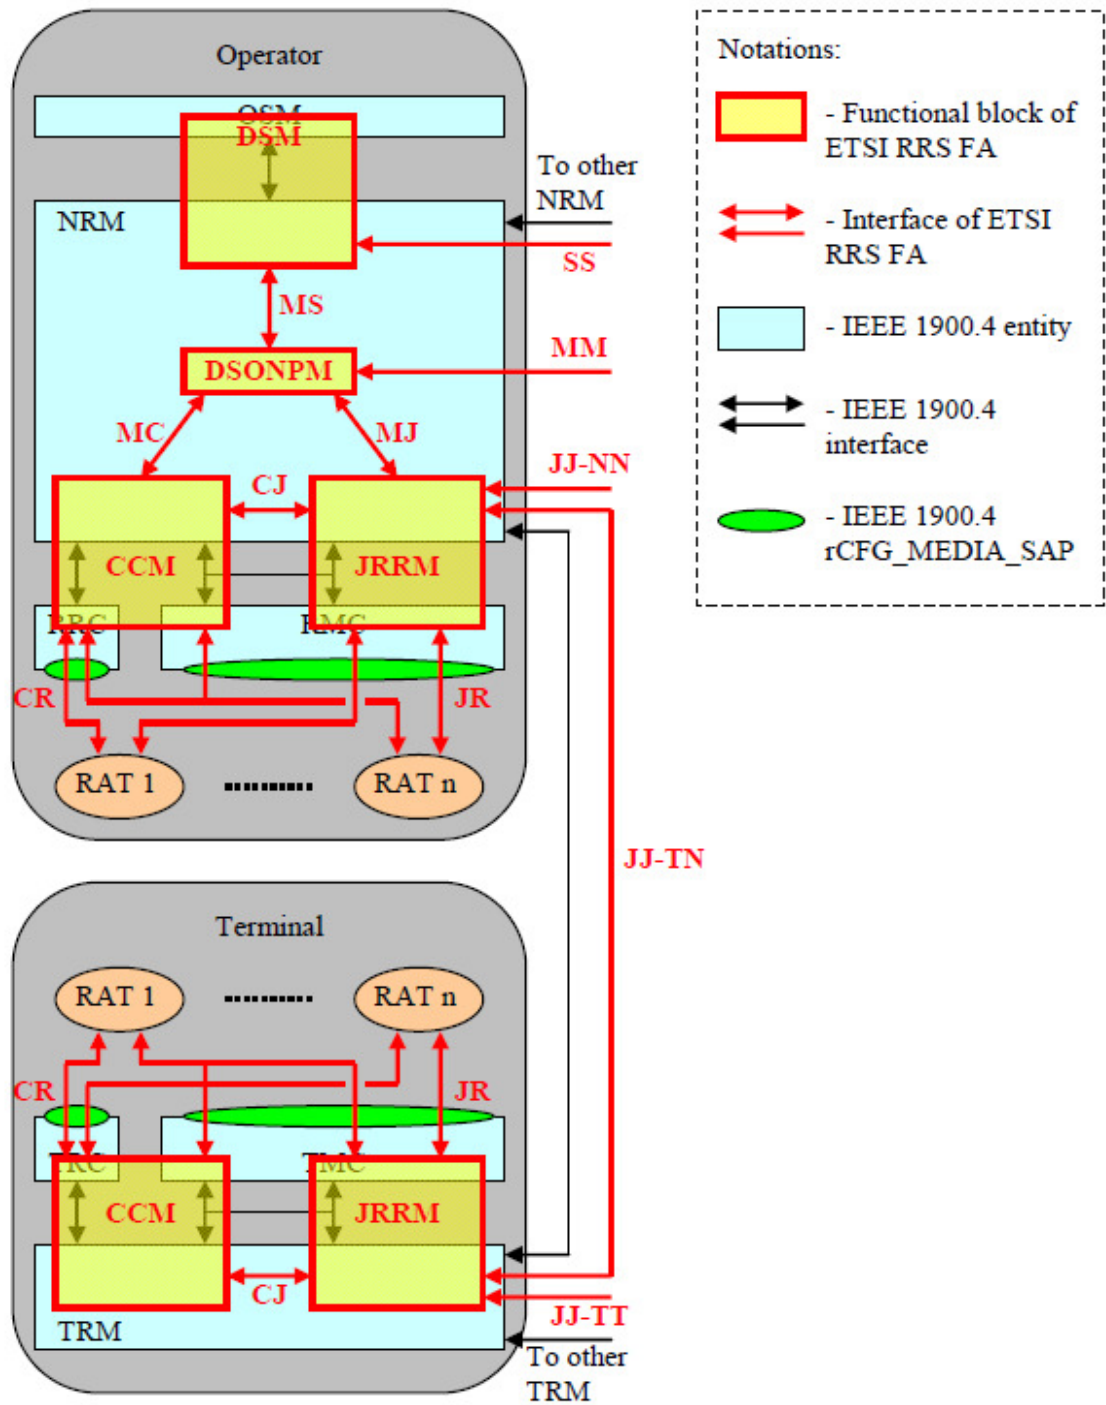 Operator
OSM
DSM
NRM
To other
NRM
SS
MS
MM
DSONPM
MC
MJ
JJ-NN
CJ
CCM
JRRM
RRC
RMC
CR
JR
RAT 1
RAT n
JJ-TN
Terminal
RAT 1
RAT n
CR
JR
TRC
TMC
CCM
JRRM
CJ
JJ-TT
TRM
To other
TRM
Notations:
- Functional block of
ETSI RRS FA
- Interface of ETSI
RRS FA
- IEEE 1900.4 entity
- IEEE 1900.4
interface
- IEEE 1900.4
rCFG_MEDIA_SAP